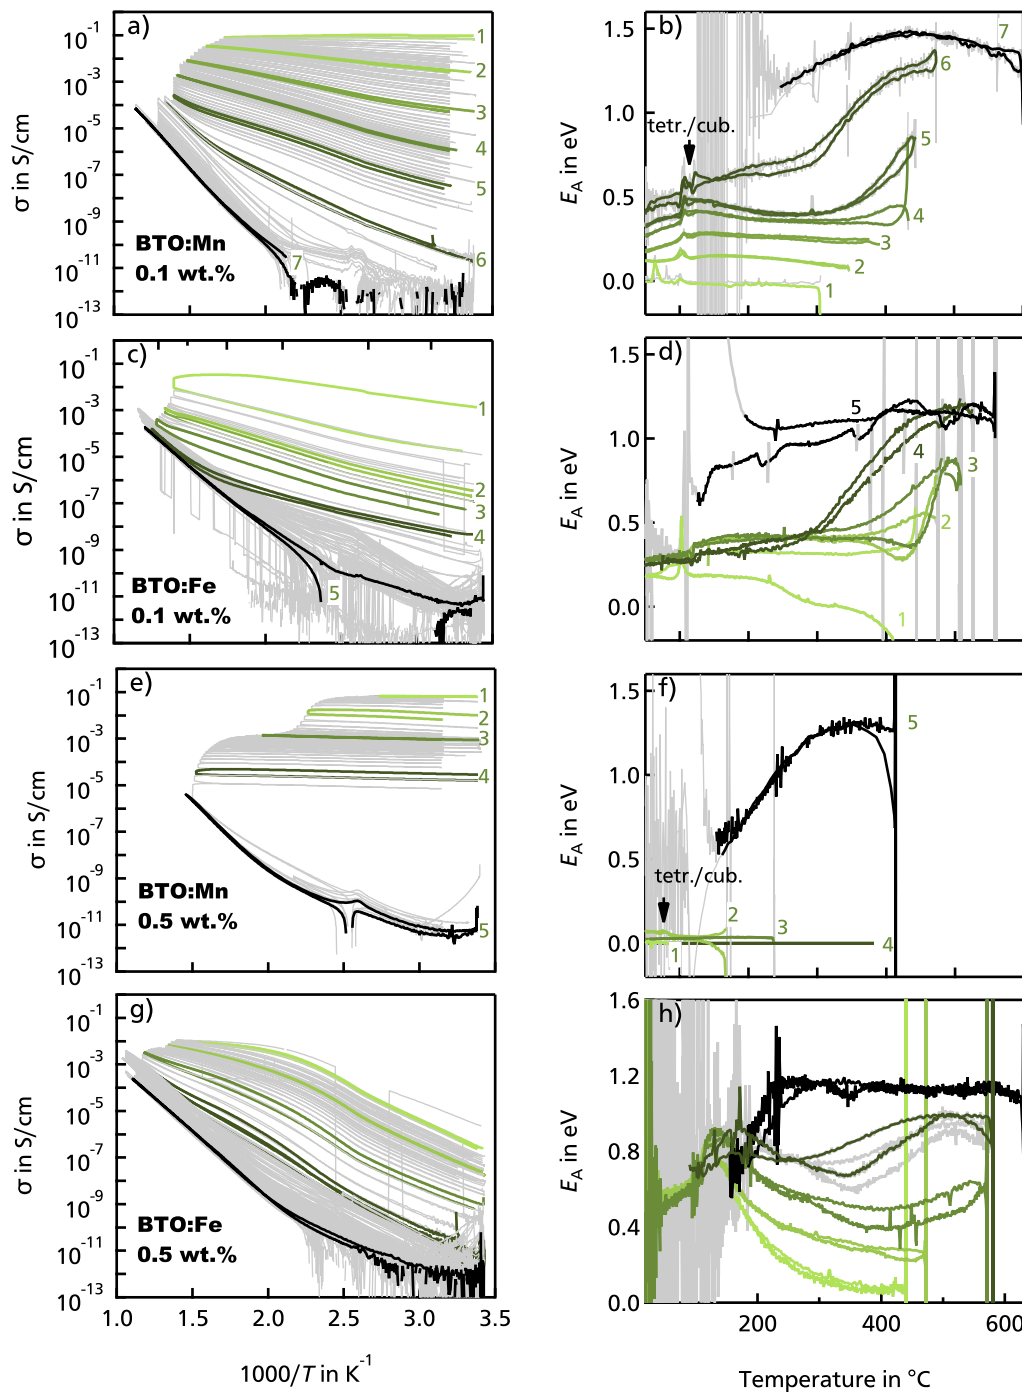 a)
10-1
10-3
10-5
10-7
10-9
10-11
10-13
σ in S/cm
BTO:Mn
0.1 wt.%
1
2
3
4
5
6
7
b)
1.5
1.0
0.5
0.0
EA in eV
tetr./cub.
7
6
5
4
3
2
1
c)
10-1
10-3
10-5
10-7
10-9
10-11
10-13
σ in S/cm
BTO:Fe
0.1 wt.%
1
2
3
4
5
d)
1.5
1.0
0.5
0.0
EA in eV
5
4
3
2
1
e)
10-1
10-3
10-5
10-7
10-9
10-11
10-13
σ in S/cm
BTO:Mn
0.5 wt.%
1
2
3
4
5
f)
1.5
1.0
0.5
0.0
EA in eV
tetr./cub.
5
2
3
1
4
g)
10-1
10-3
10-5
10-7
10-9
10-11
10-13
σ in S/cm
BTO:Fe
0.5 wt.%
1.0 1.5 2.0 2.5 3.0 3.5
1000/T in K-1
h)
1.6
1.2
0.8
0.4
0.0
EA in eV
200 400 600
Temperature in °C